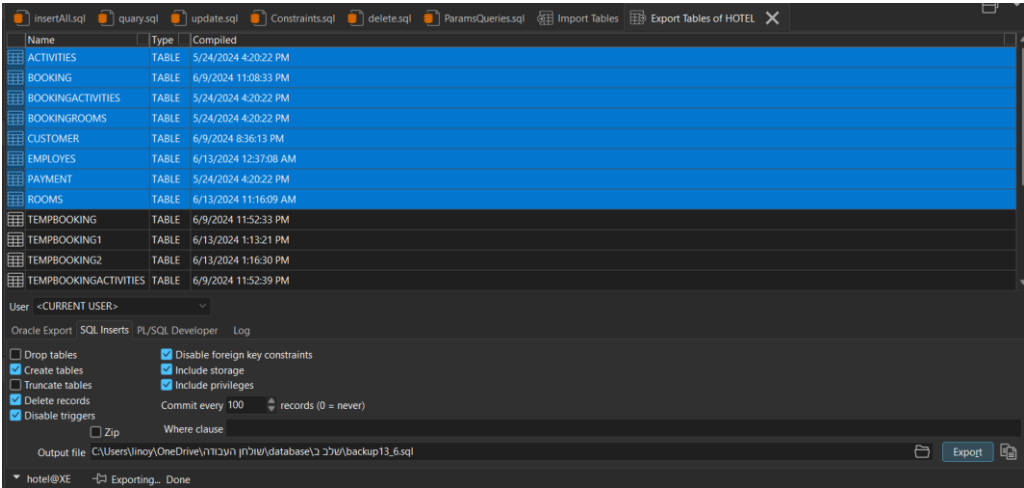 insertAll.sql quary.sql update.sql Constraints.sql delete.sql ParamsQueries.sql Import Tables Export Tables of HOTEL
Name Type Compiled
ACTIVITIES TABLE 5/24/2024 4:20:22 PM
BOOKING TABLE 6/9/2024 11:08:33 PM
BOOKINGACTIVITIES TABLE 5/24/2024 4:20:22 PM
BOOKINGROOMS TABLE 5/24/2024 4:20:22 PM
CUSTOMER TABLE 6/9/2024 8:36:13 PM
EMPLOYES TABLE 6/13/2024 12:37:08 AM
PAYMENT TABLE 5/24/2024 4:20:22 PM
ROOMS TABLE 6/13/2024 11:16:09 AM
TEMPBOOKING TABLE 6/9/2024 11:52:33 PM
TEMPBOOKING1 TABLE 6/13/2024 1:13:21 PM
TEMPBOOKING2 TABLE 6/13/2024 1:16:30 PM
TEMPBOOKINGACTIVITIES TABLE 6/9/2024 11:52:39 PM
User <CURRENT USER>
Oracle Export SQL Inserts PL/SQL Developer Log
Drop tables Disable foreign key constraints
Create tables Include storage
Truncate tables Include privileges
Delete records Commit every 100 records (0 = never)
Disable triggers
Zip Where clause
Output file C:\Users\linoy\OneDrive\שולחן העבודה\database\שלב ב\backup13_6.sql Export
hotel@XE Exporting... Done